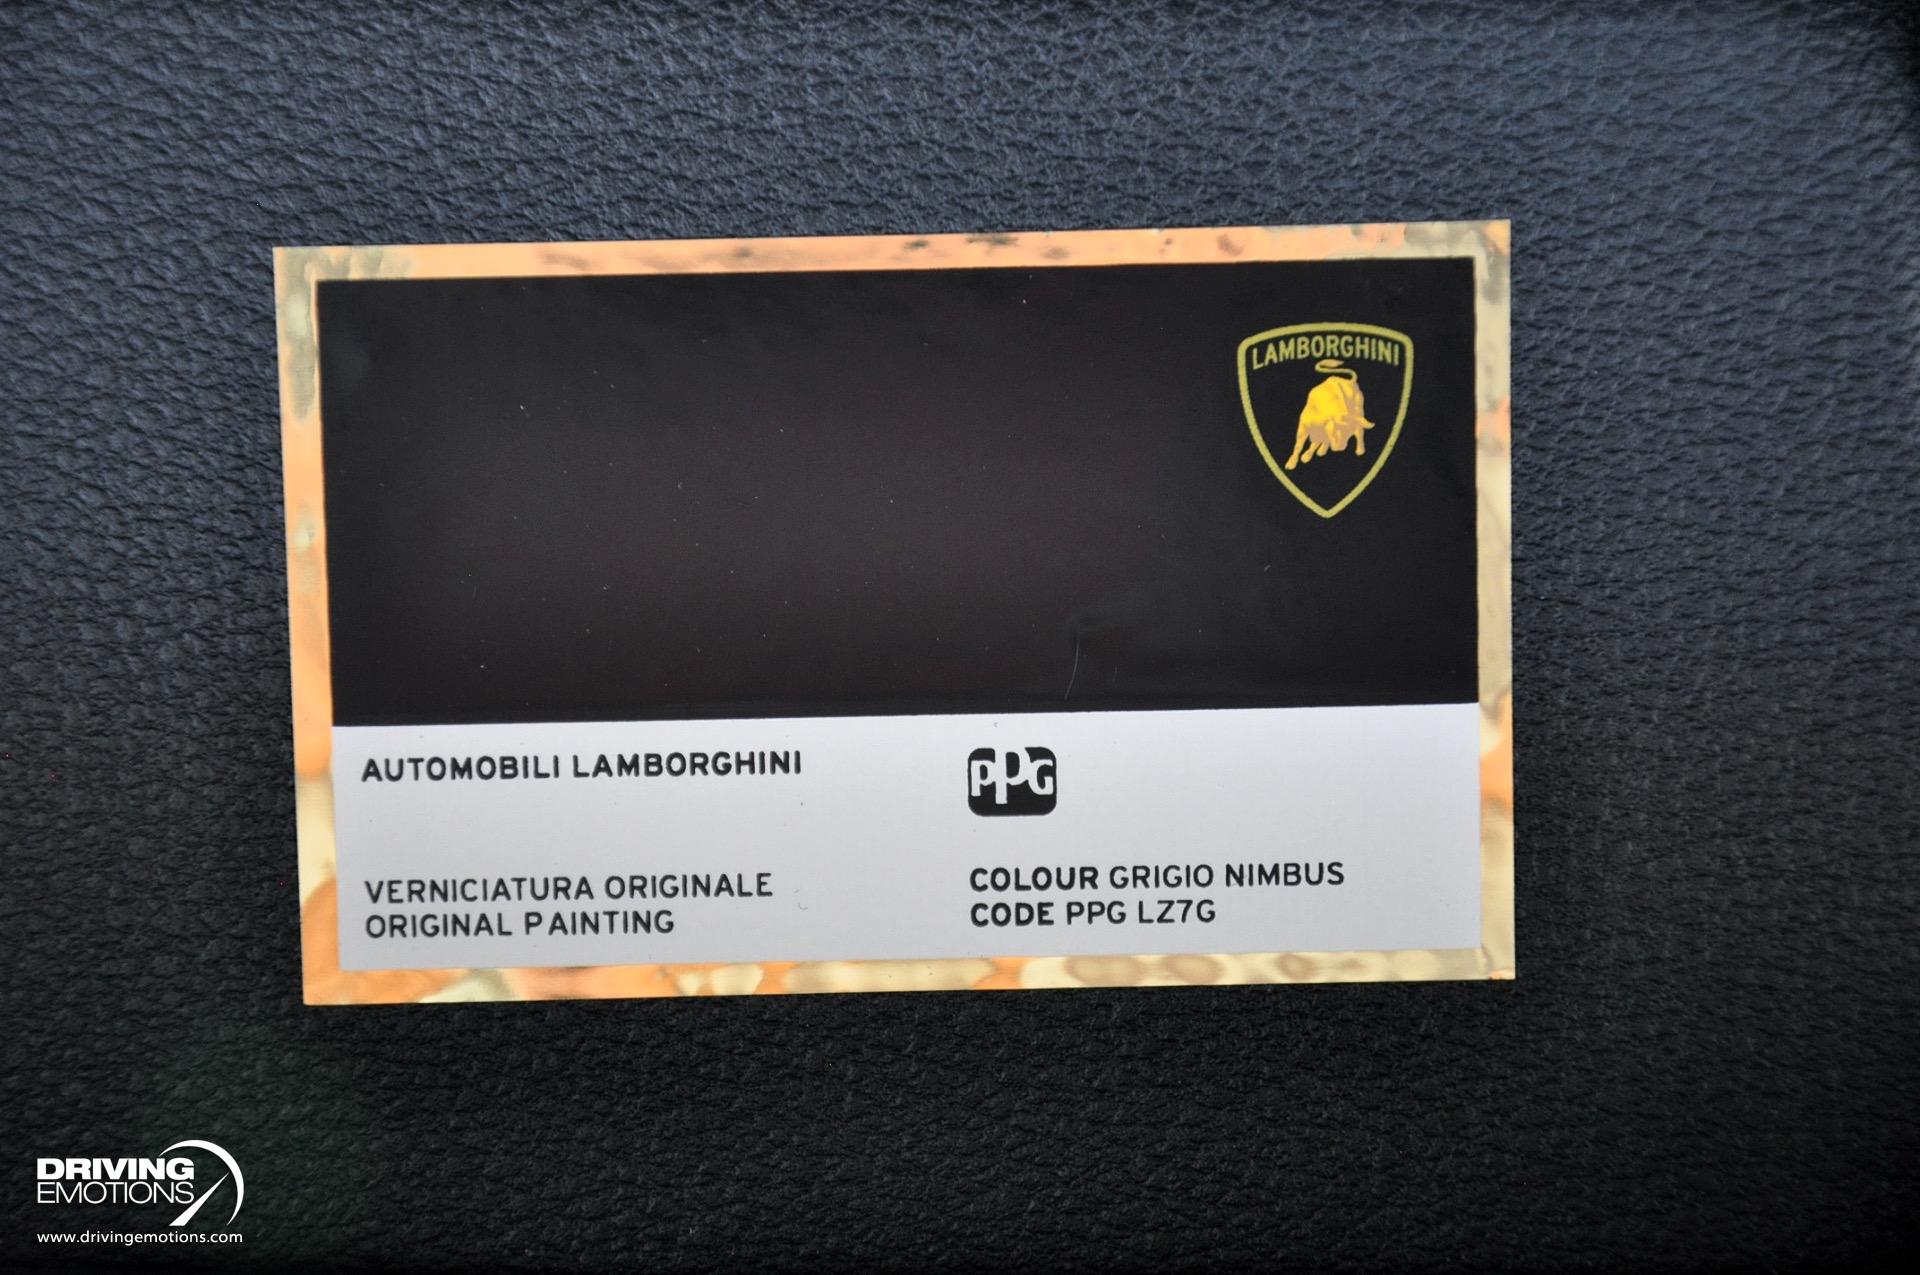 LAMBORGHINI
AUTOMOBILI LAMBORGHINI
PPG
VERNICIATURA ORIGINALE
ORIGINAL PAINTING
COLOUR GRIGIO NIMBUS
CODE PPG LZ7G
DRIVING
EMOTIONS
www.drivingemotions.com